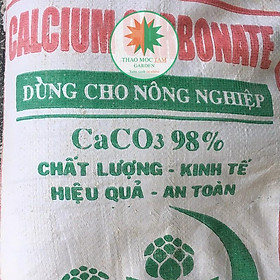 CALCIUM
BONATE
THAO MOC TAM
GARDEN
DÙNG CHO NÔNG NGHIỆP
CaCO3 98%
CHẤT LƯỢNG - KINH TẾ
HIỆU QUẢ - AN TOÀN